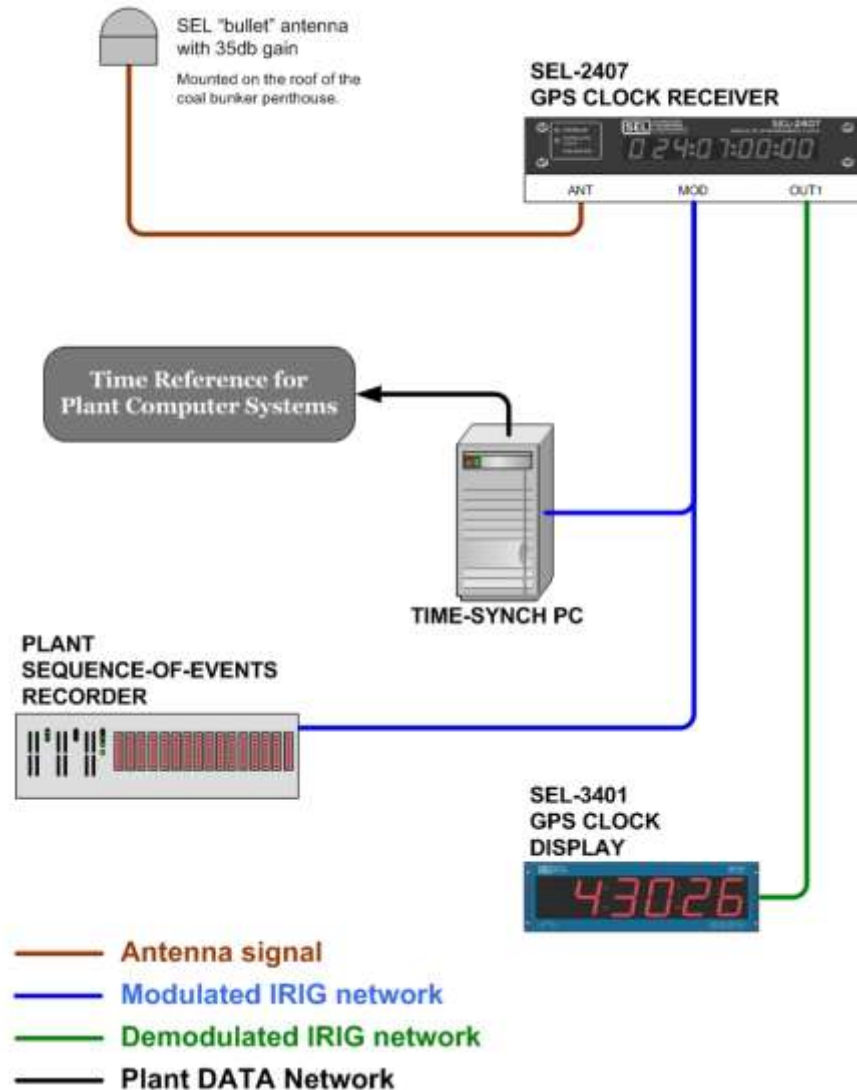 SEL “bullet” antenna
with 35db gain
Mounted on the roof of the
coal bunker penthouse.
SEL-2407
GPS CLOCK RECEIVER
SEL
SEL-2407
0 24:07:00:00
ANT MOD OUT1
Time Reference for
Plant Computer Systems
TIME-SYNCH PC
PLANT
SEQUENCE-OF-EVENTS
RECORDER
SEL-3401
GPS CLOCK
DISPLAY
4:30:26
Antenna signal
Modulated IRIG network
Demodulated IRIG network
Plant DATA Network